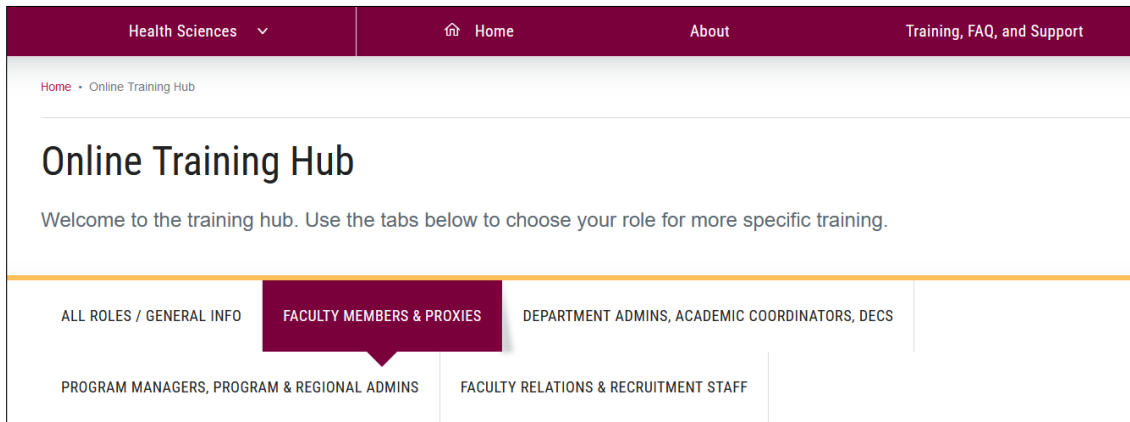 Health Sciences Home About Training, FAQ, and Support
Home • Online Training Hub
Online Training Hub
Welcome to the training hub. Use the tabs below to choose your role for more specific training.
ALL ROLES / GENERAL INFO FACULTY MEMBERS & PROXIES DEPARTMENT ADMINS, ACADEMIC COORDINATORS, DECS
PROGRAM MANAGERS, PROGRAM & REGIONAL ADMINS FACULTY RELATIONS & RECRUITMENT STAFF